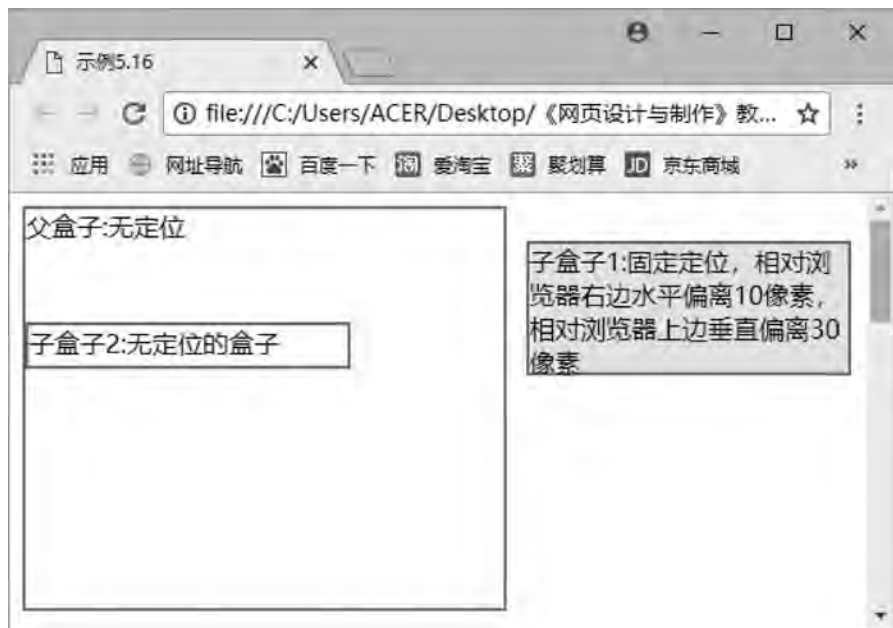 示例5.16
file:///C:/Users/ACER/Desktop/《网页设计与制作》教...
应用 网址导航 百度一下 淘 爱淘宝 聚 聚划算 JD 京东商城
父盒子:无定位
子盒子1:固定定位，相对浏
览器右边水平偏离10像素，
相对浏览器上边垂直偏离30
像素
子盒子2:无定位的盒子